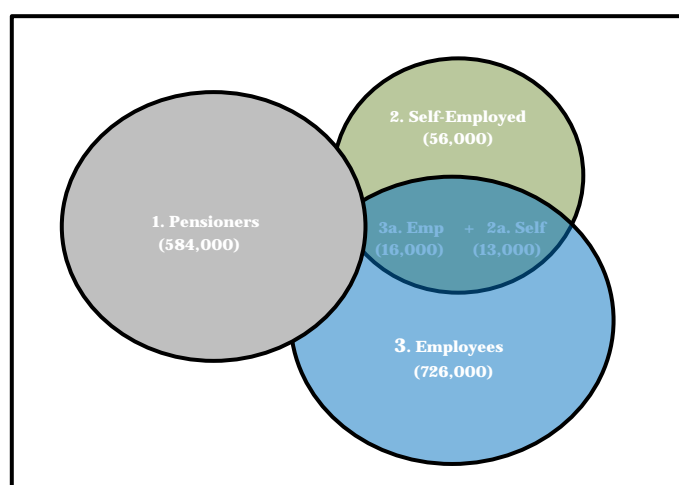 2. Self-Employed
(56,000)
1. Pensioners
(584,000)
3a. Emp + 2a. Self
(16,000) (13,000)
3. Employees
(726,000)